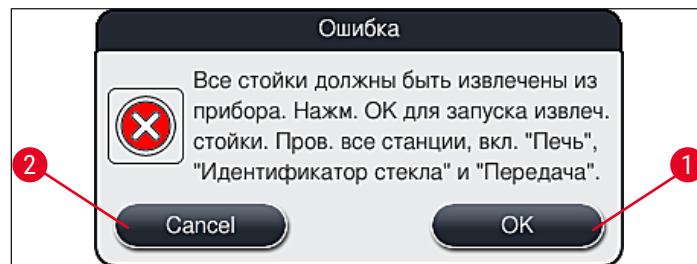 Ошибка
Все стойки должны быть извлечены из
прибора. Нажм. ОК для запуска извлеч.
стойки. Пров. все станции, вкл. "Печь",
"Идентификатор стекла" и "Передача".
2
1
Cancel
OK